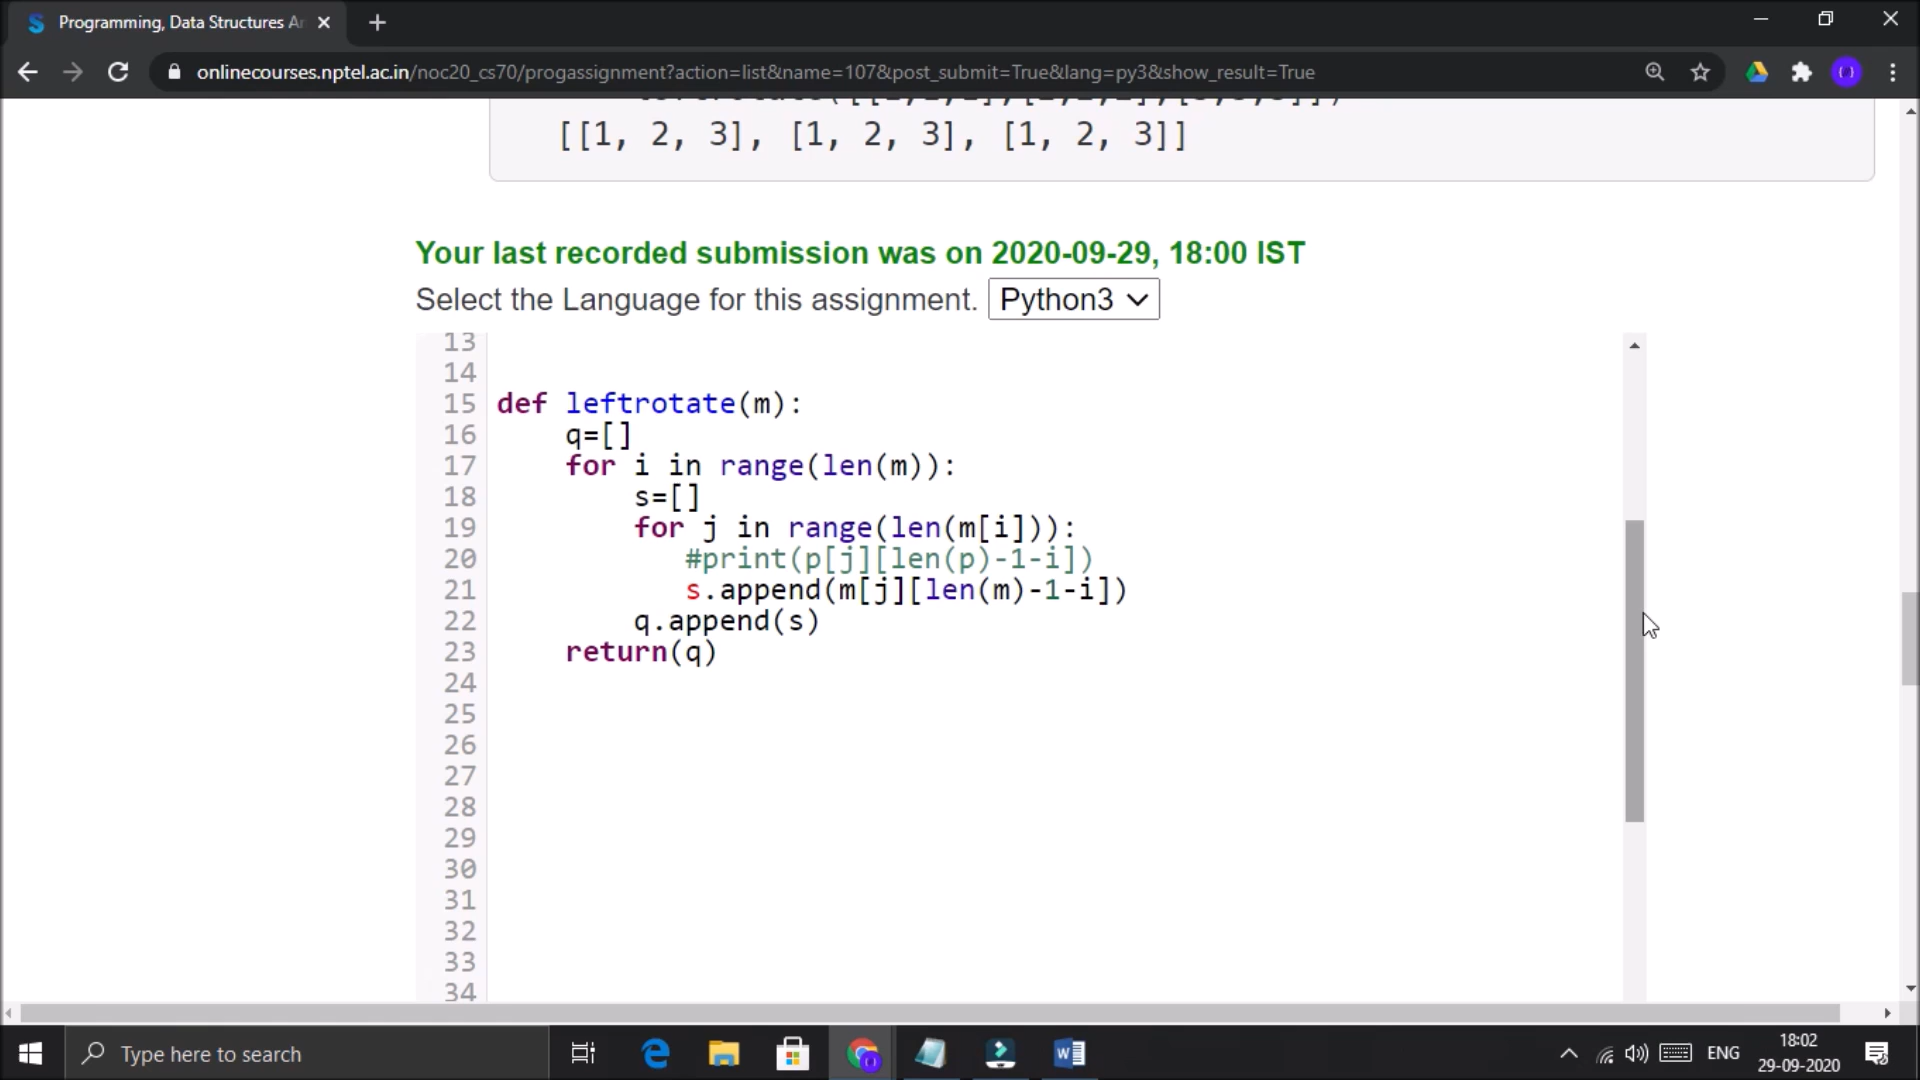 Programming, Data Structures Ar
onlinecourses.nptel.ac.in/noc20_cs70/progassignment?action=list&name=107&post_submit=True&lang=py3&show_result=True
[[1, 2, 3], [1, 2, 3], [1, 2, 3]]
Your last recorded submission was on 2020-09-29, 18:00 IST
Select the Language for this assignment. Python3
13
14
15 def leftrotate(m):
16 q=[]
17 for i in range(len(m)):
18 s=[]
19 for j in range(len(m[i])):
20 #print(p[j][len(p)-1-i])
21 s.append(m[j][len(m)-1-i])
22 q.append(s)
23 return(q)
24
25
26
27
28
29
30
31
32
33
34
Type here to search
ENG
18:02
29-09-2020